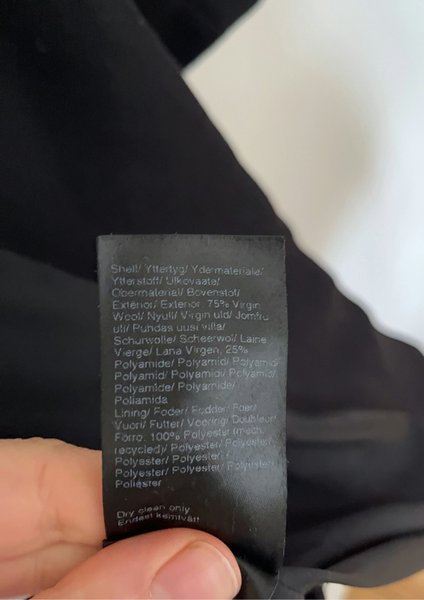 Shell/ Yttertyg/ Ydermateriale/
Ytterstoff/ Ulkovaate/
Obermaterial/ Bovenstof/
Exterior/ Exterior: 75% Virgin
Wool/ Nyull/ Virgin uld/ Jomfru
ull/ Puhdas uusi villa/
Schurwolle/ Scheerwol/ Laine
Vierge/ Lana Virgen, 25%
Polyamide/ Polyamid/ Polyamid/
Polyamid/ Polyamidi/ Polyamid/
Polyamide/ Polyamide/
Poliamida
Lining/ Foder/ Fodder/ Foer/
Vuori/ Futter/ Voering/ Doublure/
Forro: 100% Polyester (mech.
recycled)/ Polyester/ Polyester/
Polyester/ Polyesteri/
Polyester/ Polyester/ Polyester/
Poliéster
Dry clean only
Endast kemtvätt